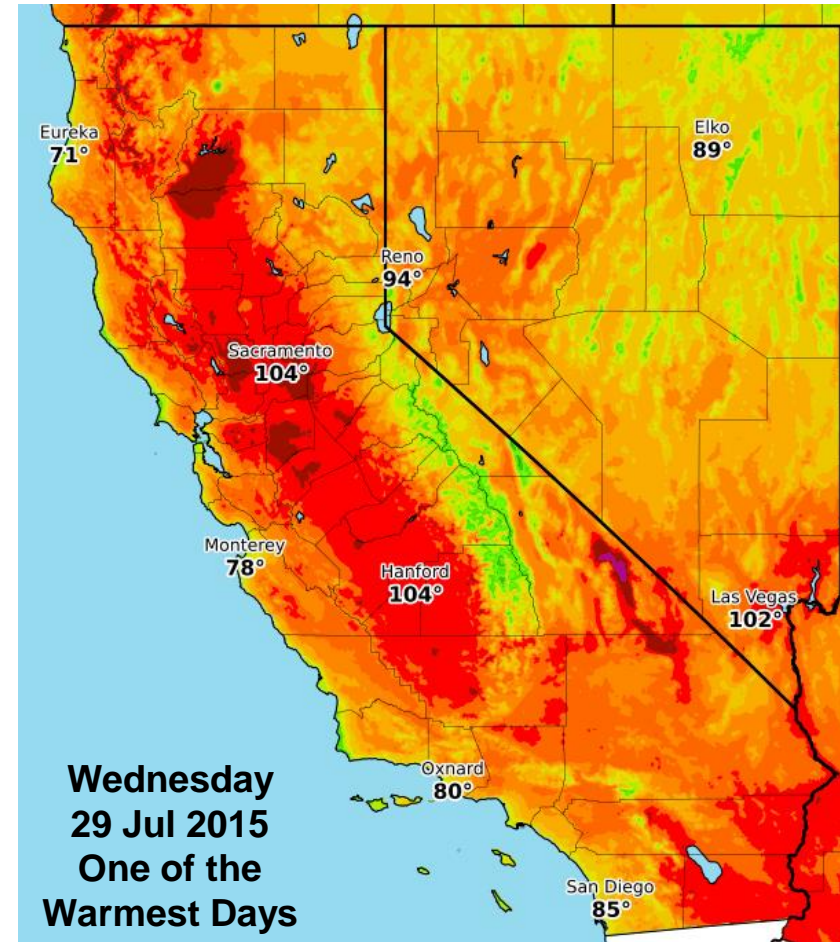 Eureka
71°
Elko
89°
Reno
94°
Sacramento
104°
Monterey
78°
Hanford
104°
Las Vegas
102°
Oxnard
80°
San Diego
85°
Wednesday
29 Jul 2015
One of the
Warmest Days